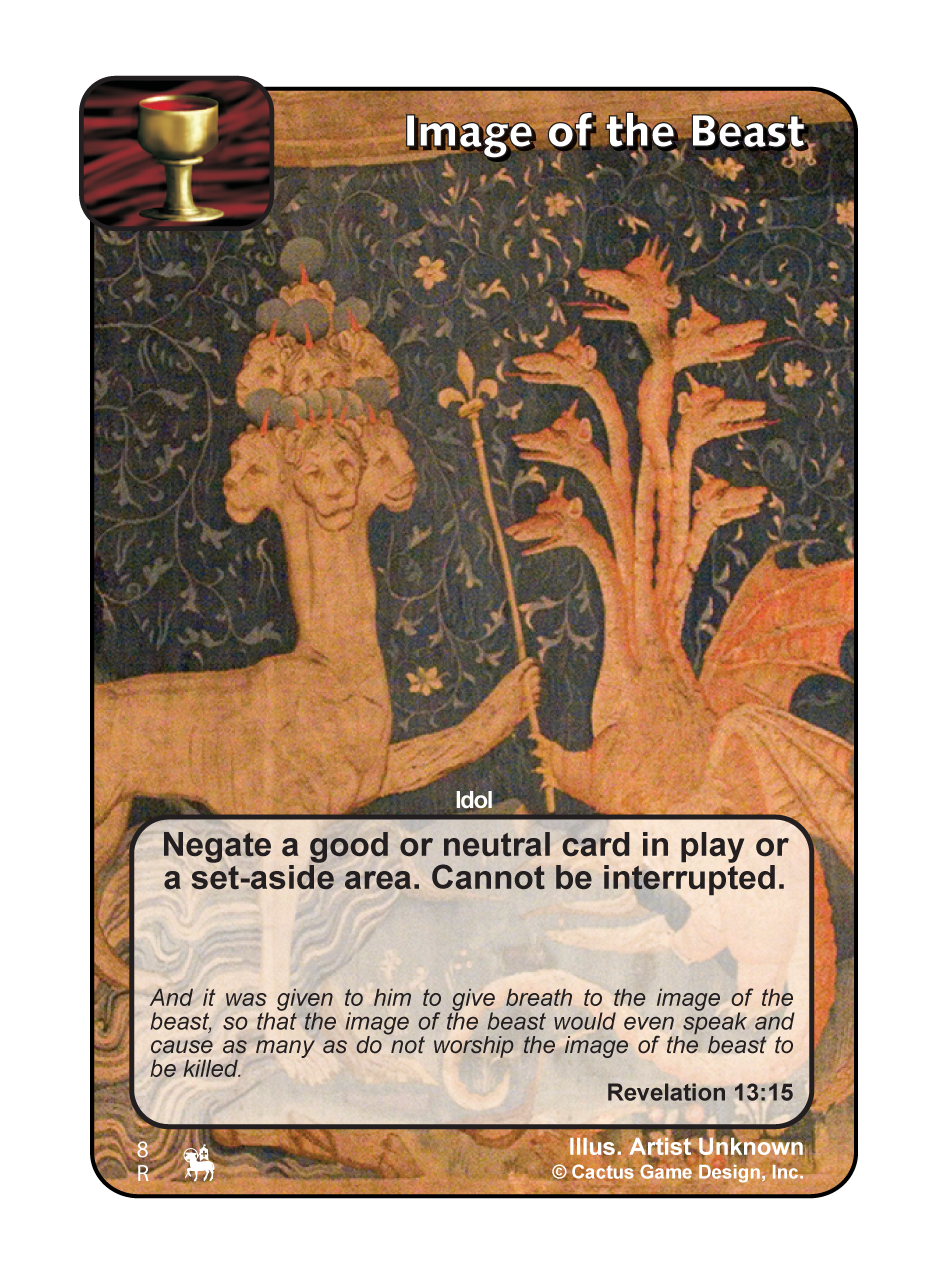 Image of the Beast
Idol
Negate a good or neutral card in play or
a set-aside area. Cannot be interrupted.
And it was given to him to give breath to the image of the
beast, so that the image of the beast would even speak and
cause as many as do not worship the image of the beast to
be killed.
Revelation 13:15
8
R
Illus. Artist Unknown
© Cactus Game Design, Inc.